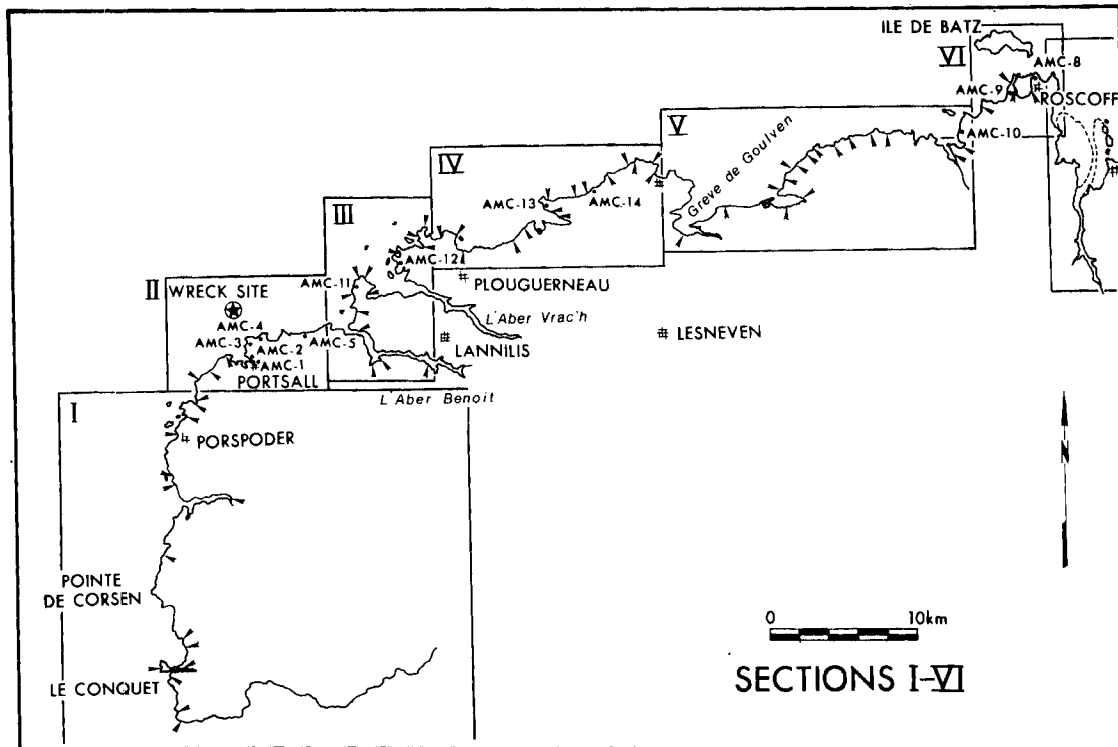 ILE DE BATZ
VI
AMC-8
AMC-9
ROSCOFF
AMC-10
V
Greve de Goulven
IV
AMC-13
AMC-14
III
AMC-12
PLOUGUERNEAU
AMC-11
L'Aber Vrac'h
II
WRECK SITE
AMC-4
AMC-3
AMC-2
AMC-5
AMC-1
PORTSALL
LANNILIS
LESNEVEN
L'Aber Benoit
I
PORSPODER
N
POINTE
DE CORSEN
LE CONQUET
0 10km
SECTIONS I-VI